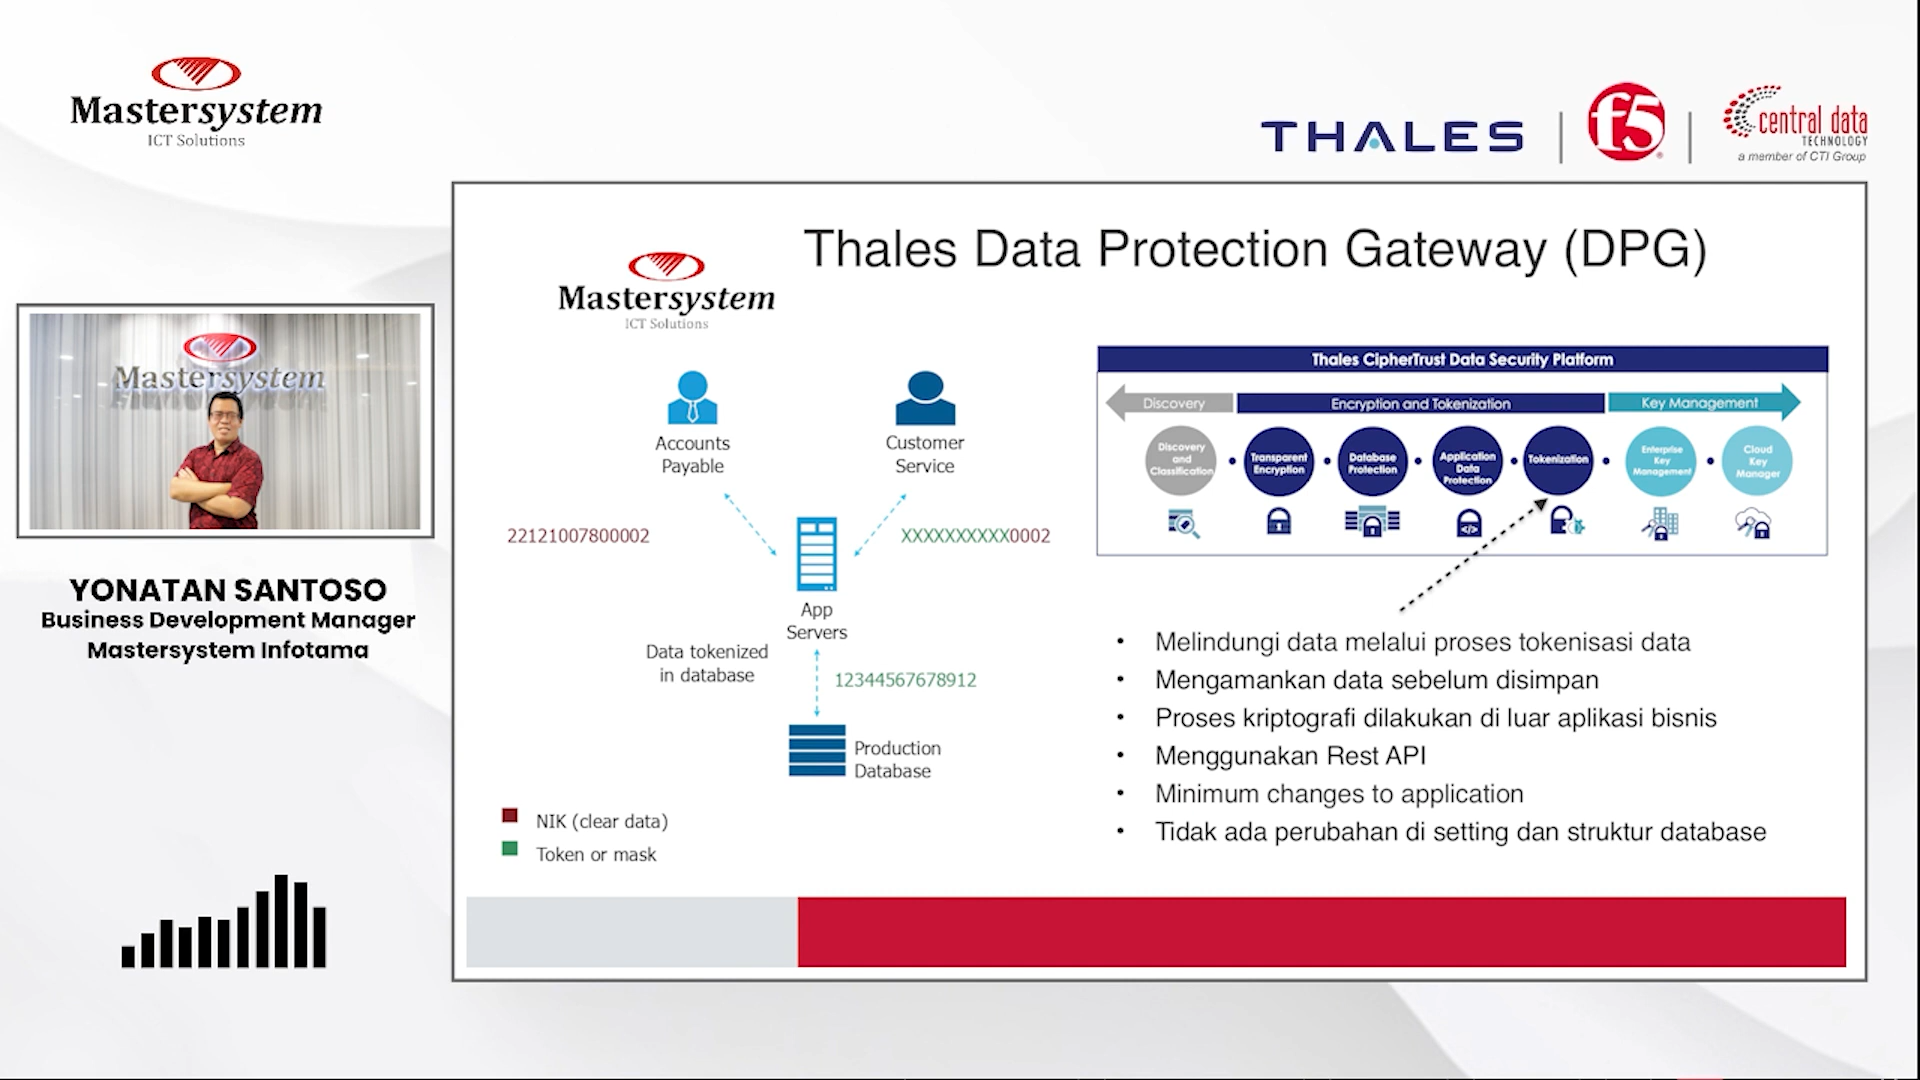 Mastersystem
ICT Solutions
THALES
f5
central data
TECHNOLOGY
a member of CTI Group
Mastersystem
YONATAN SANTOSO
Business Development Manager
Mastersystem Infotama
Thales Data Protection Gateway (DPG)
Mastersystem
ICT Solutions
Accounts
Payable
Customer
Service
22121007800002
XXXXXXXXXX0002
App
Servers
Data tokenized
in database
12344567678912
Production
Database
NIK (clear data)
Token or mask
Thales CipherTrust Data Security Platform
Discovery
Encryption and Tokenization
Key Management
Discovery
and
Classification
Transparent
Encryption
Database
Protection
Application
Data
Protection
Tokenization
Enterprise
Key
Management
Cloud
Key
Manager
</>
• Melindungi data melalui proses tokenisasi data
• Mengamankan data sebelum disimpan
• Proses kriptografi dilakukan di luar aplikasi bisnis
• Menggunakan Rest API
• Minimum changes to application
• Tidak ada perubahan di setting dan struktur database